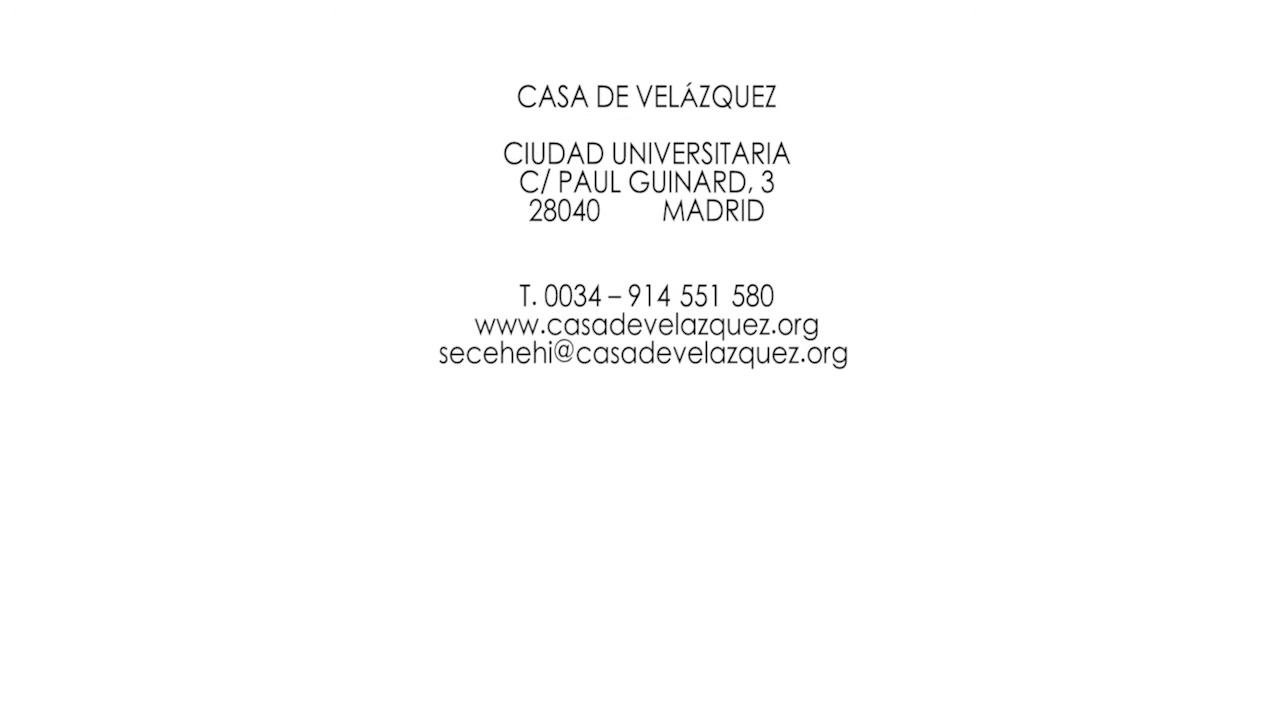 CASA DE VELÁZQUEZ
CIUDAD UNIVERSITARIA
C/ PAUL GUINARD, 3
28040 MADRID
T. 0034 – 914 551 580
www.casadevelazquez.org
secehehi@casadevelazquez.org